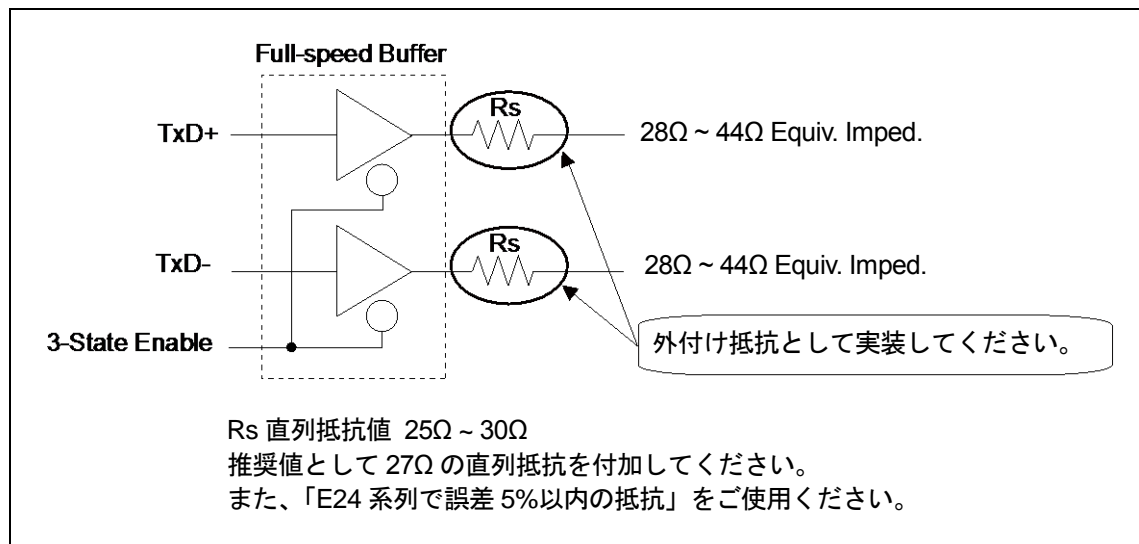 Full-speed Buffer
Rs
TxD+
28Ω ~ 44Ω Equiv. Imped.
Rs
TxD-
28Ω ~ 44Ω Equiv. Imped.
3-State Enable
外付け抵抗として実装してください。
Rs 直列抵抗値 25Ω ~ 30Ω
推奨値として 27Ω の直列抵抗を付加してください。
また、「E24 系列で誤差 5%以内の抵抗」をご使用ください。